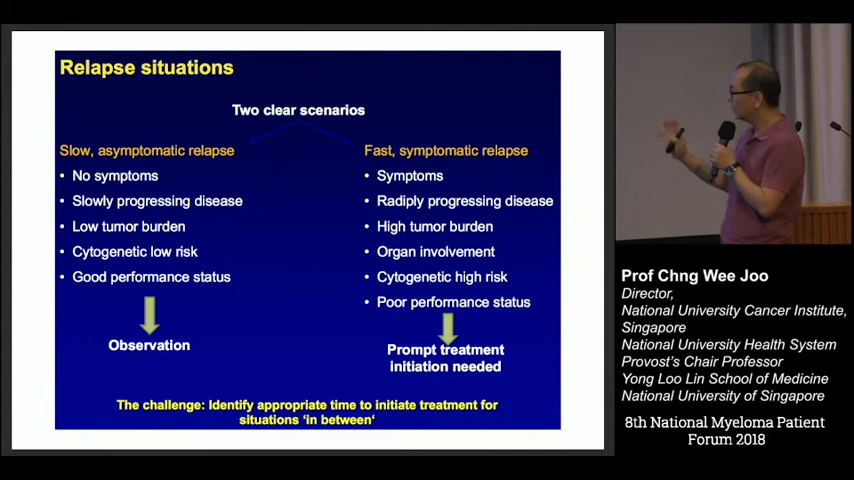 Relapse situations
Two clear scenarios
Slow, asymptomatic relapse
• No symptoms
• Slowly progressing disease
• Low tumor burden
• Cytogenetic low risk
• Good performance status
Observation
Fast, symptomatic relapse
• Symptoms
• Radiply progressing disease
• High tumor burden
• Organ involvement
• Cytogenetic high risk
• Poor performance status
Prompt treatment
initiation needed
The challenge: Identify appropriate time to initiate treatment for
situations 'in between'
Prof Chng Wee Joo
Director,
National University Cancer Institute,
Singapore
National University Health System
Provost's Chair Professor
Yong Loo Lin School of Medicine
National University of Singapore
8th National Myeloma Patient
Forum 2018